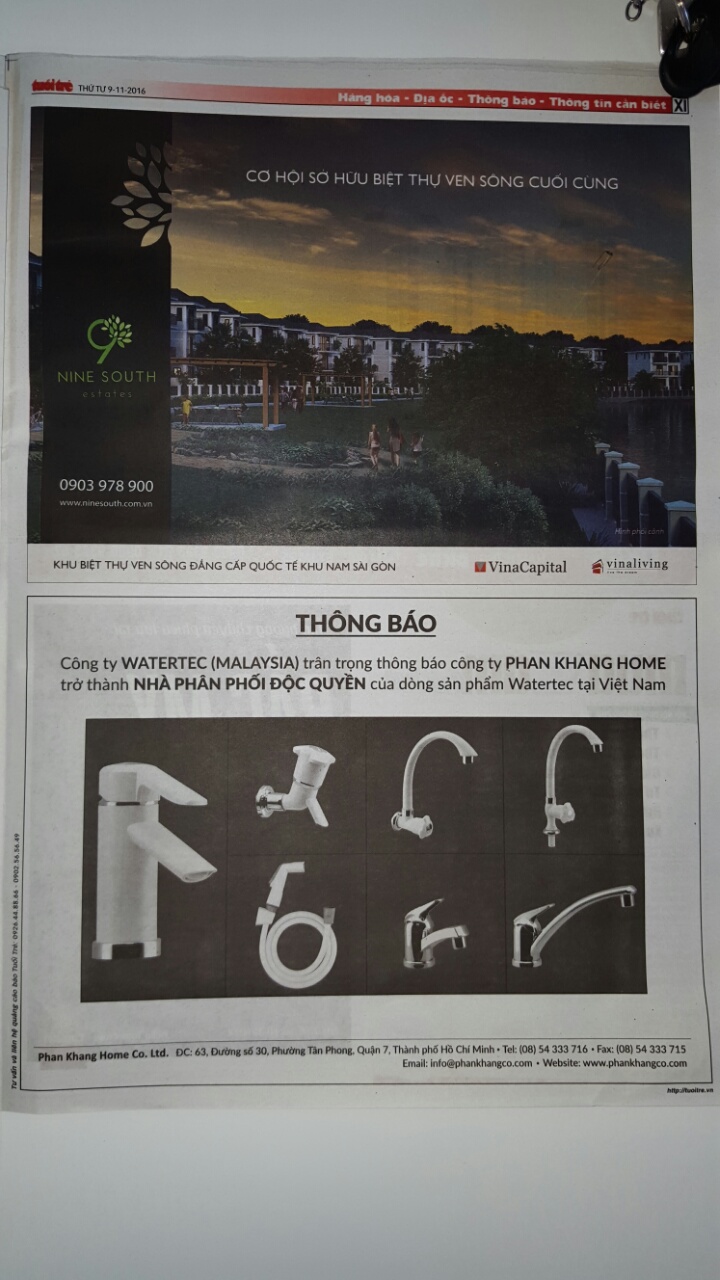 tuổi trẻ THỨ TƯ 9-11-2016
Hàng hóa - Địa ốc - Thông báo - Thông tin cần biết XI
CƠ HỘI SỞ HỮU BIỆT THỰ VEN SÔNG CUỐI CÙNG
9
NINE SOUTH
estates
0903 978 900
www.ninesouth.com.vn
Hình phối cảnh
KHU BIỆT THỰ VEN SÔNG ĐẲNG CẤP QUỐC TẾ KHU NAM SÀI GÒN
VinaCapital
vinaliving
THÔNG BÁO
Công ty WATERTEC (MALAYSIA) trân trọng thông báo công ty PHAN KHANG HOME
trở thành NHÀ PHÂN PHỐI ĐỘC QUYỀN của dòng sản phẩm Watertec tại Việt Nam
Tư vấn và liên hệ quảng cáo báo Tuổi Trẻ: 0926.44.88.66 - 0902.56.56.49
Phan Khang Home Co. Ltd. ĐC: 63, Đường số 30, Phường Tân Phong, Quận 7, Thành phố Hồ Chí Minh • Tel: (08) 54 333 716 • Fax: (08) 54 333 715
Email: info@phankhangco.com • Website: www.phankhangco.com
http://tuoitre.vn